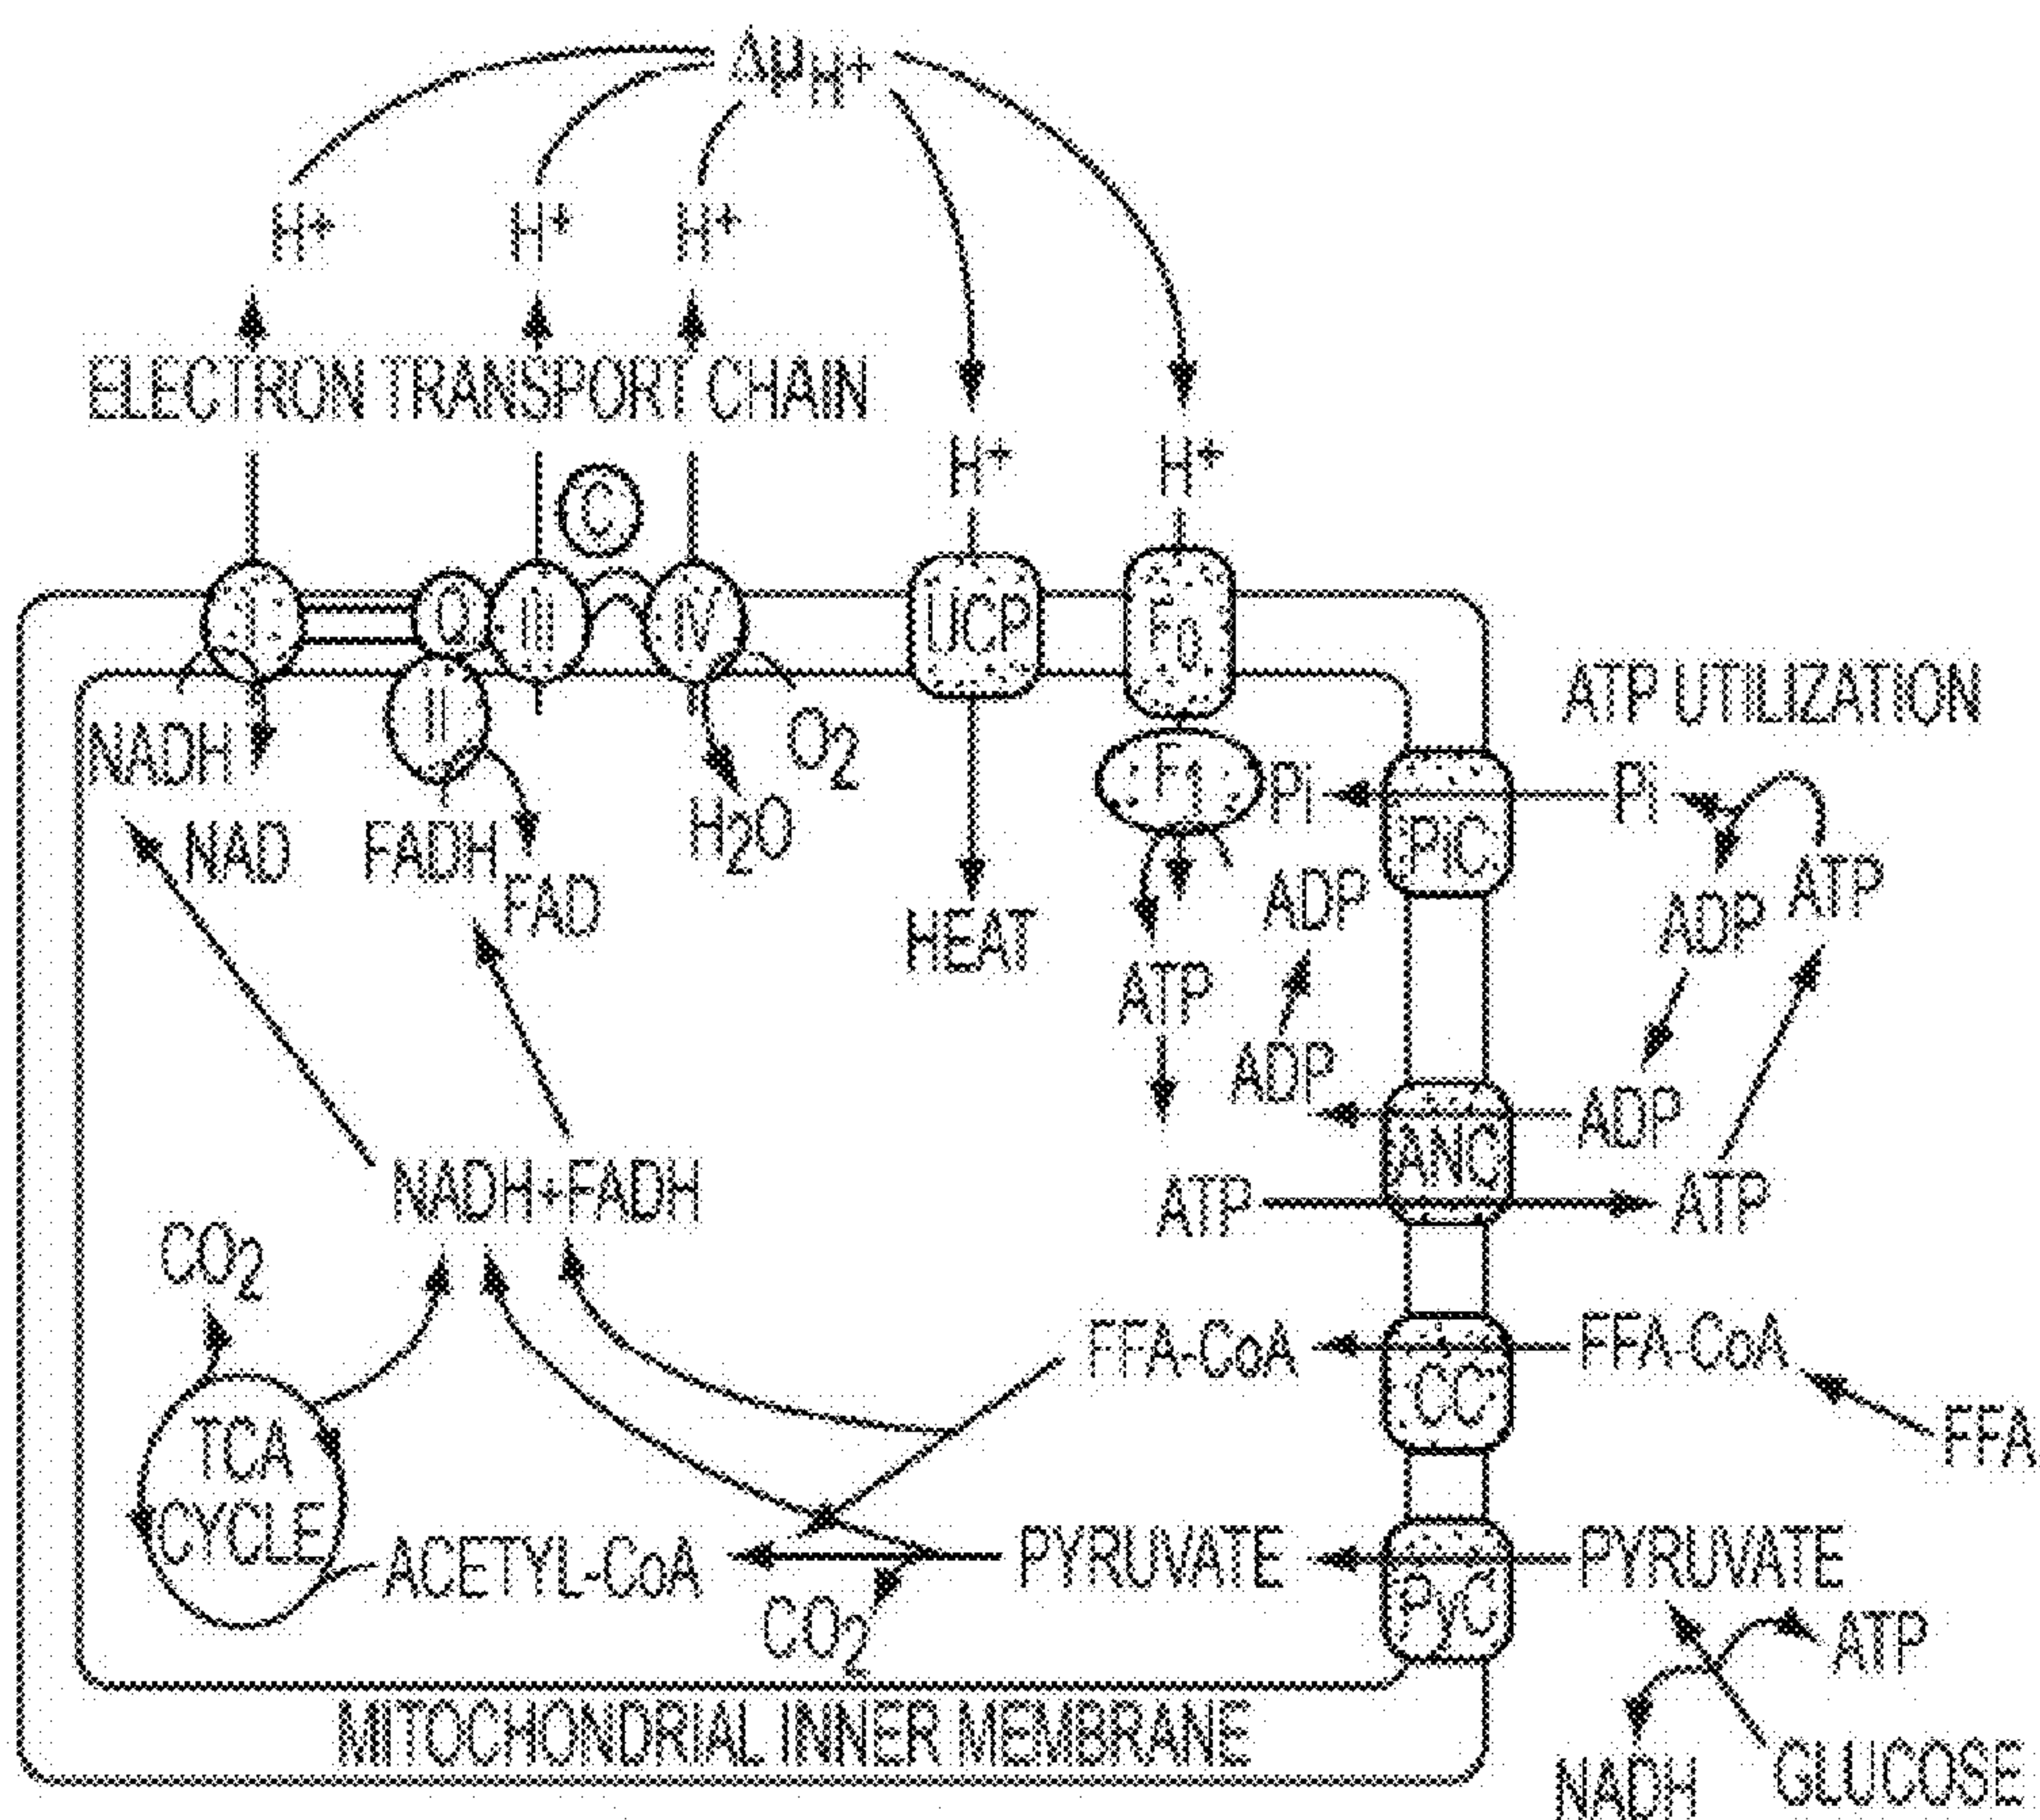 ΔμH+
H+ H+ H+
ELECTRON TRANSPORT CHAIN
H+ H+
C
I Q III IV UCP F0
II
ATP UTILIZATION
NADH O2 F1 Pi Pi
H2O PiC
NAD FADH ATP
FAD HEAT ADP ADP
ATP
ADP ADP
ANC
NADH+FADH ATP ATP
CO2
FFA-CoA FFA-CoA
CC
TCA FFA
CYCLE
ACETYL-CoA PYRUVATE PYRUVATE
PyC
CO2 ATP
MITOCHONDRIAL INNER MEMBRANE
NADH GLUCOSE